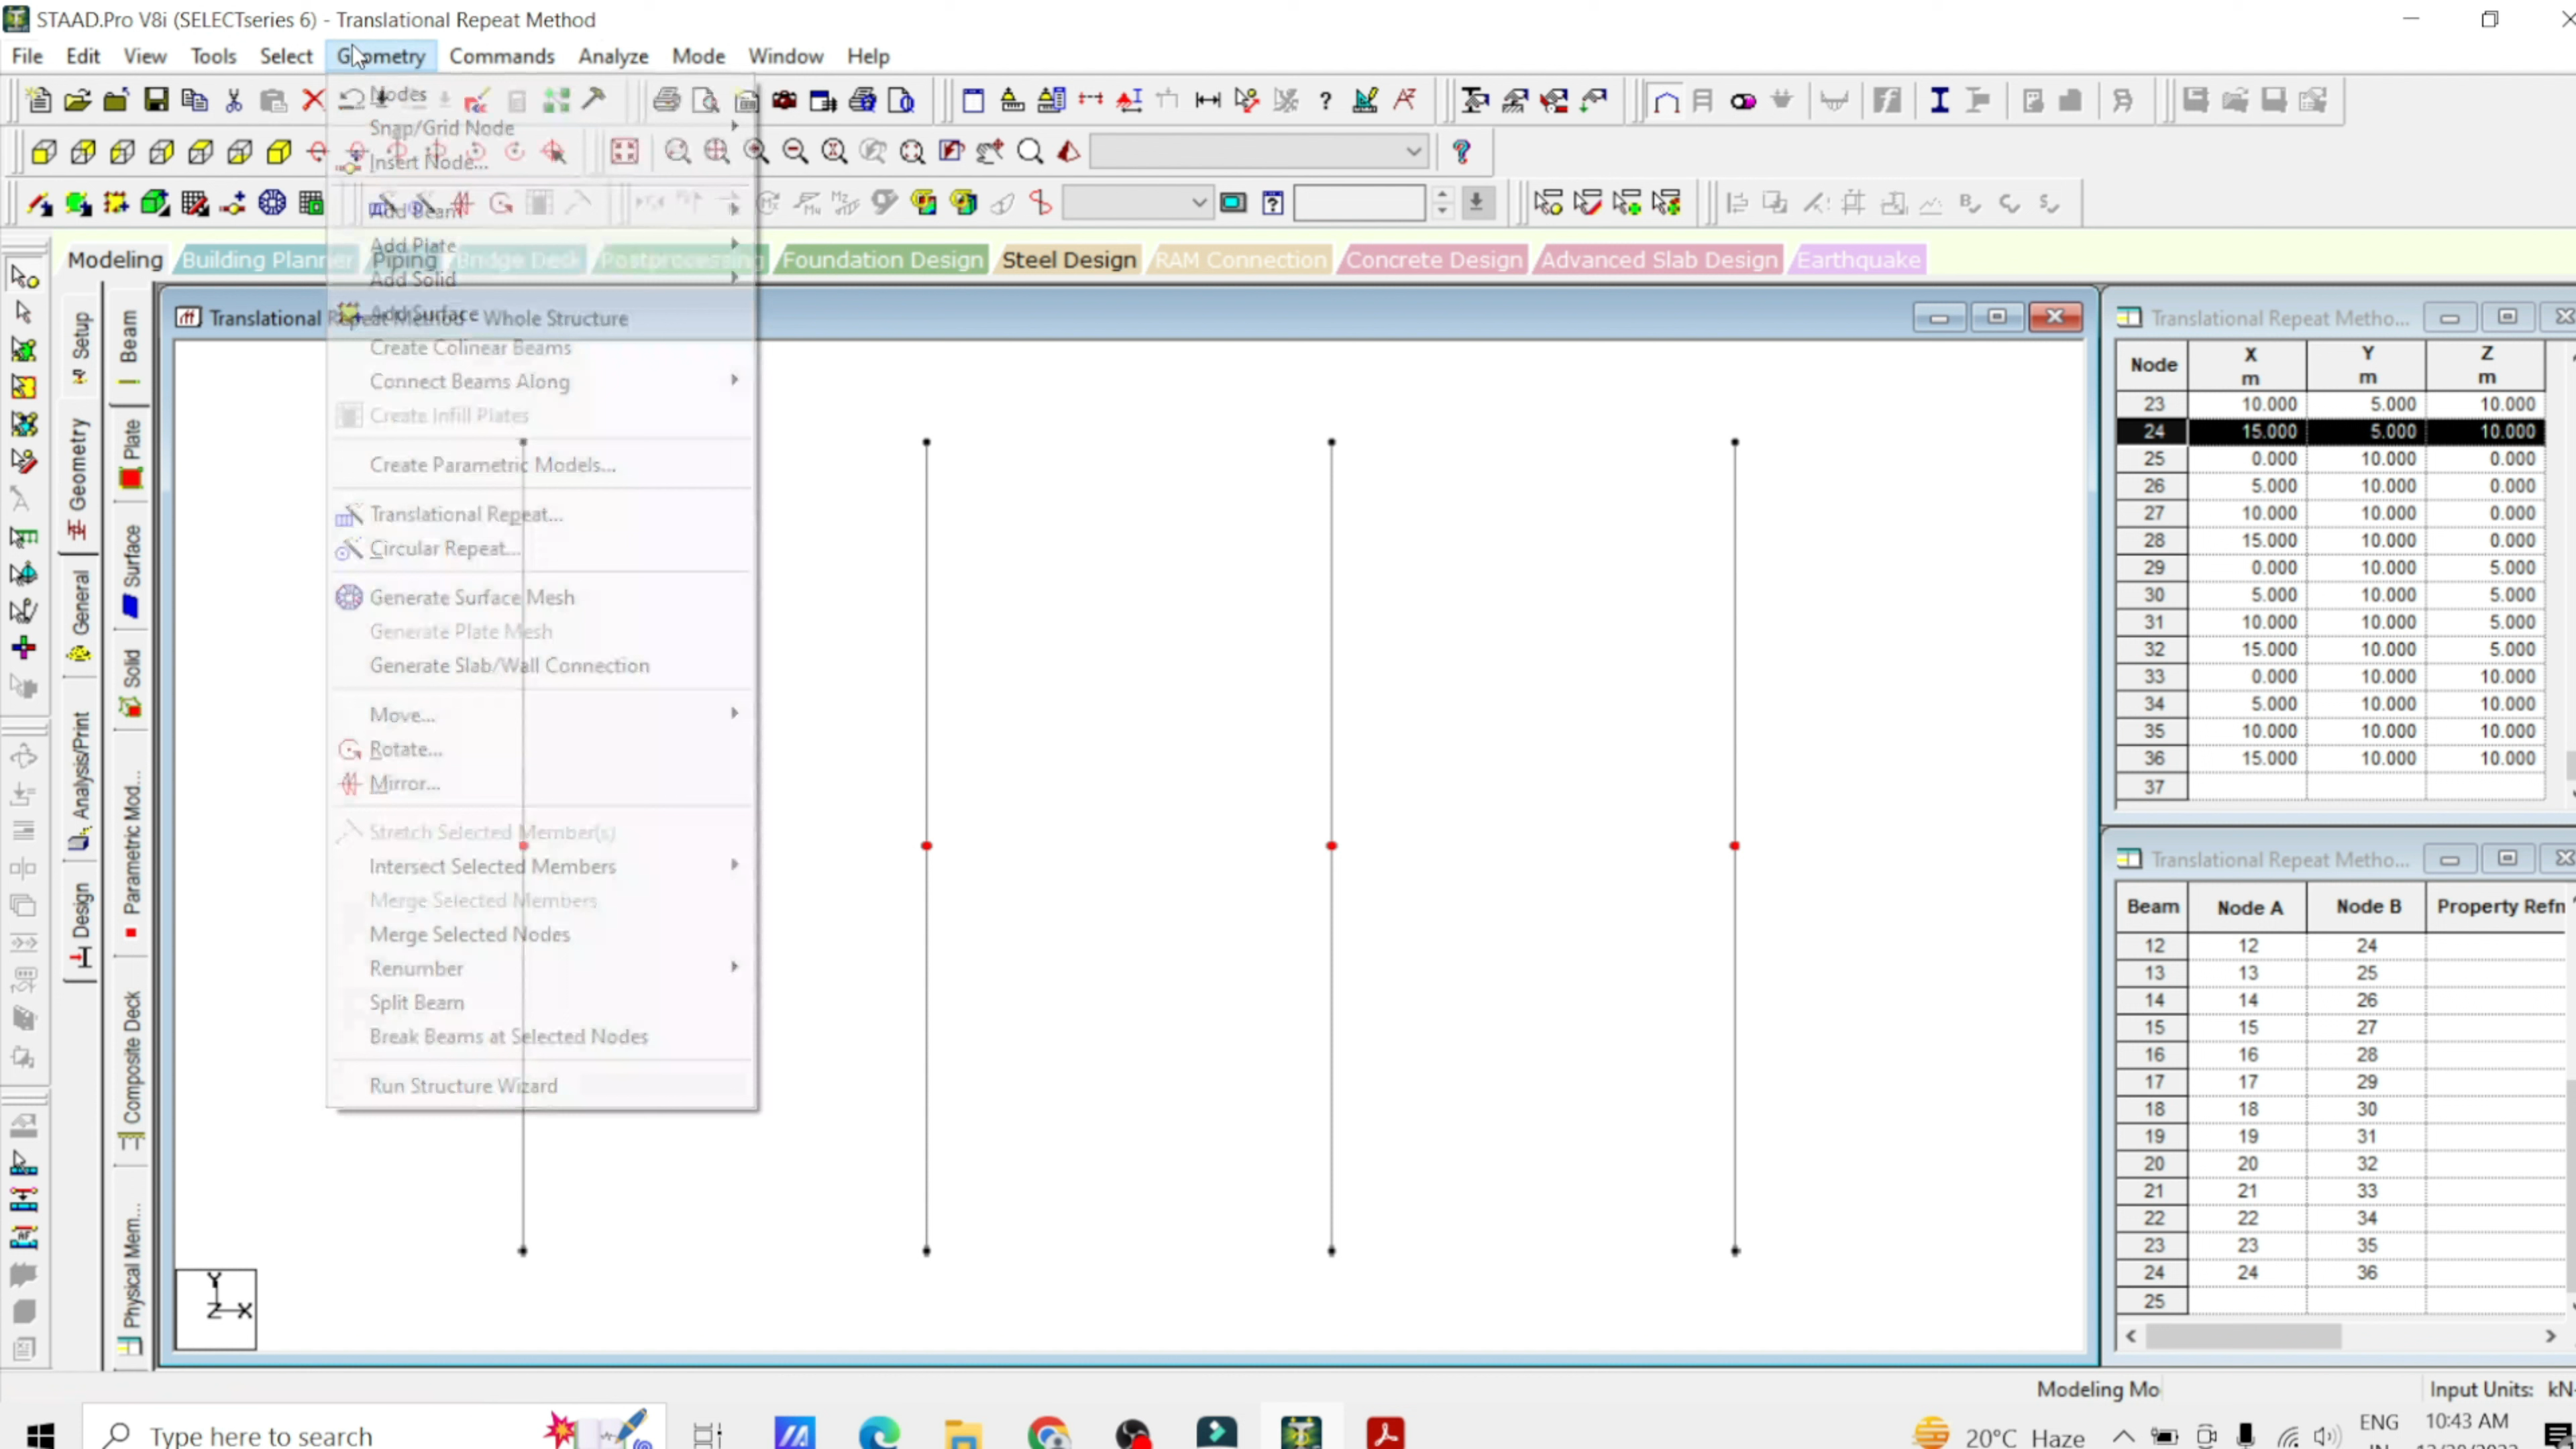 STAAD.Pro V8i (SELECTseries 6) - Translational Repeat Method
File Edit View Tools Select Geometry Commands Analyze Mode Window Help
Modeling Building Planner Piping Bridge Deck Postprocessing Foundation Design Steel Design RAM Connection Concrete Design Advanced Slab Design Earthquake
Translational Repeat Method - Whole Structure
Nodes
Snap/Grid Node
Insert Node...
Add Beam
Add Plate
Add Solid
Add Surface
Create Colinear Beams
Connect Beams Along
Create Infill Plates
Create Parametric Models...
Translational Repeat...
Circular Repeat...
Generate Surface Mesh
Generate Plate Mesh
Generate Slab/Wall Connection
Move...
Rotate...
Mirror...
Stretch Selected Member(s)
Intersect Selected Members
Merge Selected Members
Merge Selected Nodes
Renumber
Split Beam
Break Beams at Selected Nodes
Run Structure Wizard
Setup
Geometry
General
Analysis/Print
Design
Beam
Plate
Surface
Solid
Parametric Mod...
Composite Deck
Physical Mem...
Y
Z X
Translational Repeat Metho...
Node X m Y m Z m
23 10.000 5.000 10.000
24 15.000 5.000 10.000
25 0.000 10.000 0.000
26 5.000 10.000 0.000
27 10.000 10.000 0.000
28 15.000 10.000 0.000
29 0.000 10.000 5.000
30 5.000 10.000 5.000
31 10.000 10.000 5.000
32 15.000 10.000 5.000
33 0.000 10.000 10.000
34 5.000 10.000 10.000
35 10.000 10.000 10.000
36 15.000 10.000 10.000
37
Translational Repeat Metho...
Beam Node A Node B Property Refn
12 12 24
13 13 25
14 14 26
15 15 27
16 16 28
17 17 29
18 18 30
19 19 31
20 20 32
21 21 33
22 22 34
23 23 35
24 24 36
25
Modeling Mo
Input Units: kN-
Type here to search
20°C Haze
ENG
10:43 AM